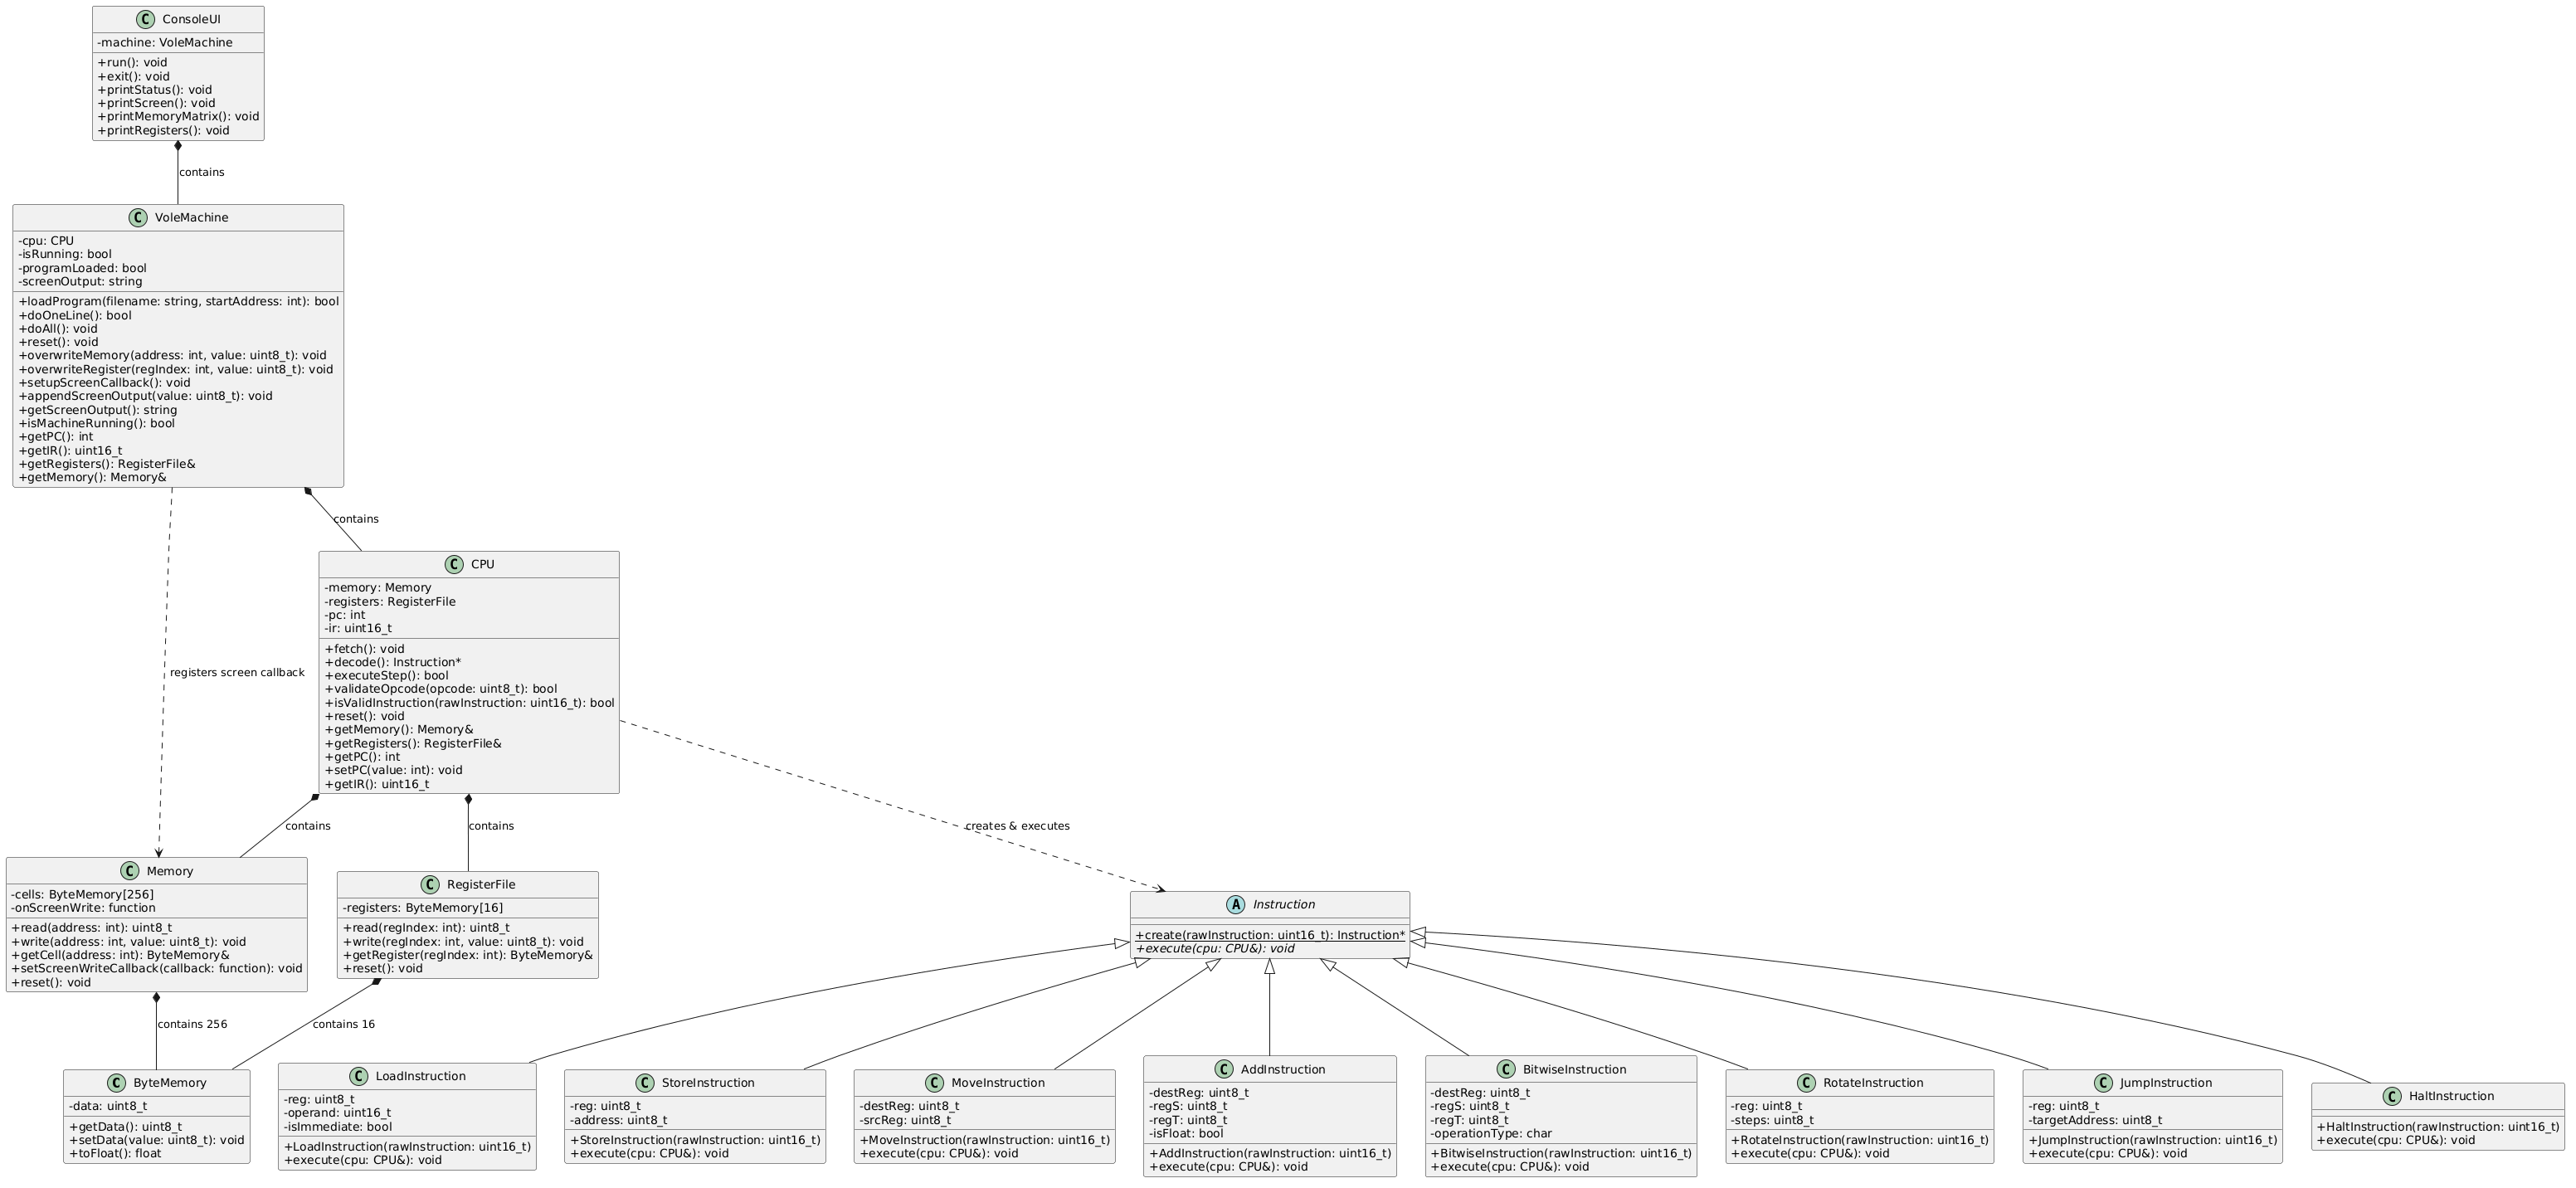 C ConsoleUI
-machine: VoleMachine
+run(): void
+exit(): void
+printStatus(): void
+printScreen(): void
+printMemoryMatrix(): void
+printRegisters(): void
contains
C VoleMachine
-cpu: CPU
-isRunning: bool
-programLoaded: bool
-screenOutput: string
+loadProgram(filename: string, startAddress: int): bool
+doOneLine(): bool
+doAll(): void
+reset(): void
+overwriteMemory(address: int, value: uint8_t): void
+overwriteRegister(regIndex: int, value: uint8_t): void
+setupScreenCallback(): void
+appendScreenOutput(value: uint8_t): void
+getScreenOutput(): string
+isMachineRunning(): bool
+getPC(): int
+getIR(): uint16_t
+getRegisters(): RegisterFile&
+getMemory(): Memory&
contains
C CPU
-memory: Memory
-registers: RegisterFile
-pc: int
-ir: uint16_t
+fetch(): void
+decode(): Instruction*
+executeStep(): bool
+validateOpcode(opcode: uint8_t): bool
+isValidInstruction(rawInstruction: uint16_t): bool
+reset(): void
+getMemory(): Memory&
+getRegisters(): RegisterFile&
+getPC(): int
+setPC(value: int): void
+getIR(): uint16_t
registers screen callback
contains
contains
creates & executes
C Memory
-cells: ByteMemory[256]
-onScreenWrite: function
+read(address: int): uint8_t
+write(address: int, value: uint8_t): void
+getCell(address: int): ByteMemory&
+setScreenWriteCallback(callback: function): void
+reset(): void
C RegisterFile
-registers: ByteMemory[16]
+read(regIndex: int): uint8_t
+write(regIndex: int, value: uint8_t): void
+getRegister(regIndex: int): ByteMemory&
+reset(): void
A Instruction
+create(rawInstruction: uint16_t): Instruction*
+execute(cpu: CPU&): void
contains 256
contains 16
C ByteMemory
-data: uint8_t
+getData(): uint8_t
+setData(value: uint8_t): void
+toFloat(): float
C LoadInstruction
-reg: uint8_t
-operand: uint16_t
-isImmediate: bool
+LoadInstruction(rawInstruction: uint16_t)
+execute(cpu: CPU&): void
C StoreInstruction
-reg: uint8_t
-address: uint8_t
+StoreInstruction(rawInstruction: uint16_t)
+execute(cpu: CPU&): void
C MoveInstruction
-destReg: uint8_t
-srcReg: uint8_t
+MoveInstruction(rawInstruction: uint16_t)
+execute(cpu: CPU&): void
C AddInstruction
-destReg: uint8_t
-regS: uint8_t
-regT: uint8_t
-isFloat: bool
+AddInstruction(rawInstruction: uint16_t)
+execute(cpu: CPU&): void
C BitwiseInstruction
-destReg: uint8_t
-regS: uint8_t
-regT: uint8_t
-operationType: char
+BitwiseInstruction(rawInstruction: uint16_t)
+execute(cpu: CPU&): void
C RotateInstruction
-reg: uint8_t
-steps: uint8_t
+RotateInstruction(rawInstruction: uint16_t)
+execute(cpu: CPU&): void
C JumpInstruction
-reg: uint8_t
-targetAddress: uint8_t
+JumpInstruction(rawInstruction: uint16_t)
+execute(cpu: CPU&): void
C HaltInstruction
+HaltInstruction(rawInstruction: uint16_t)
+execute(cpu: CPU&): void